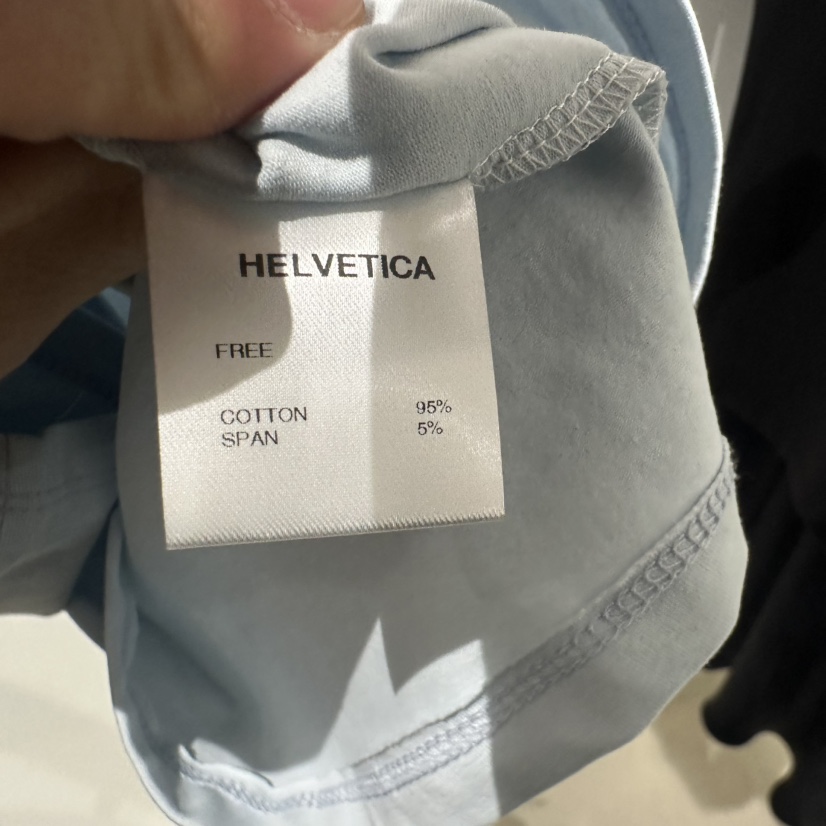 HELVETICA
FREE
COTTON 95%
SPAN 5%